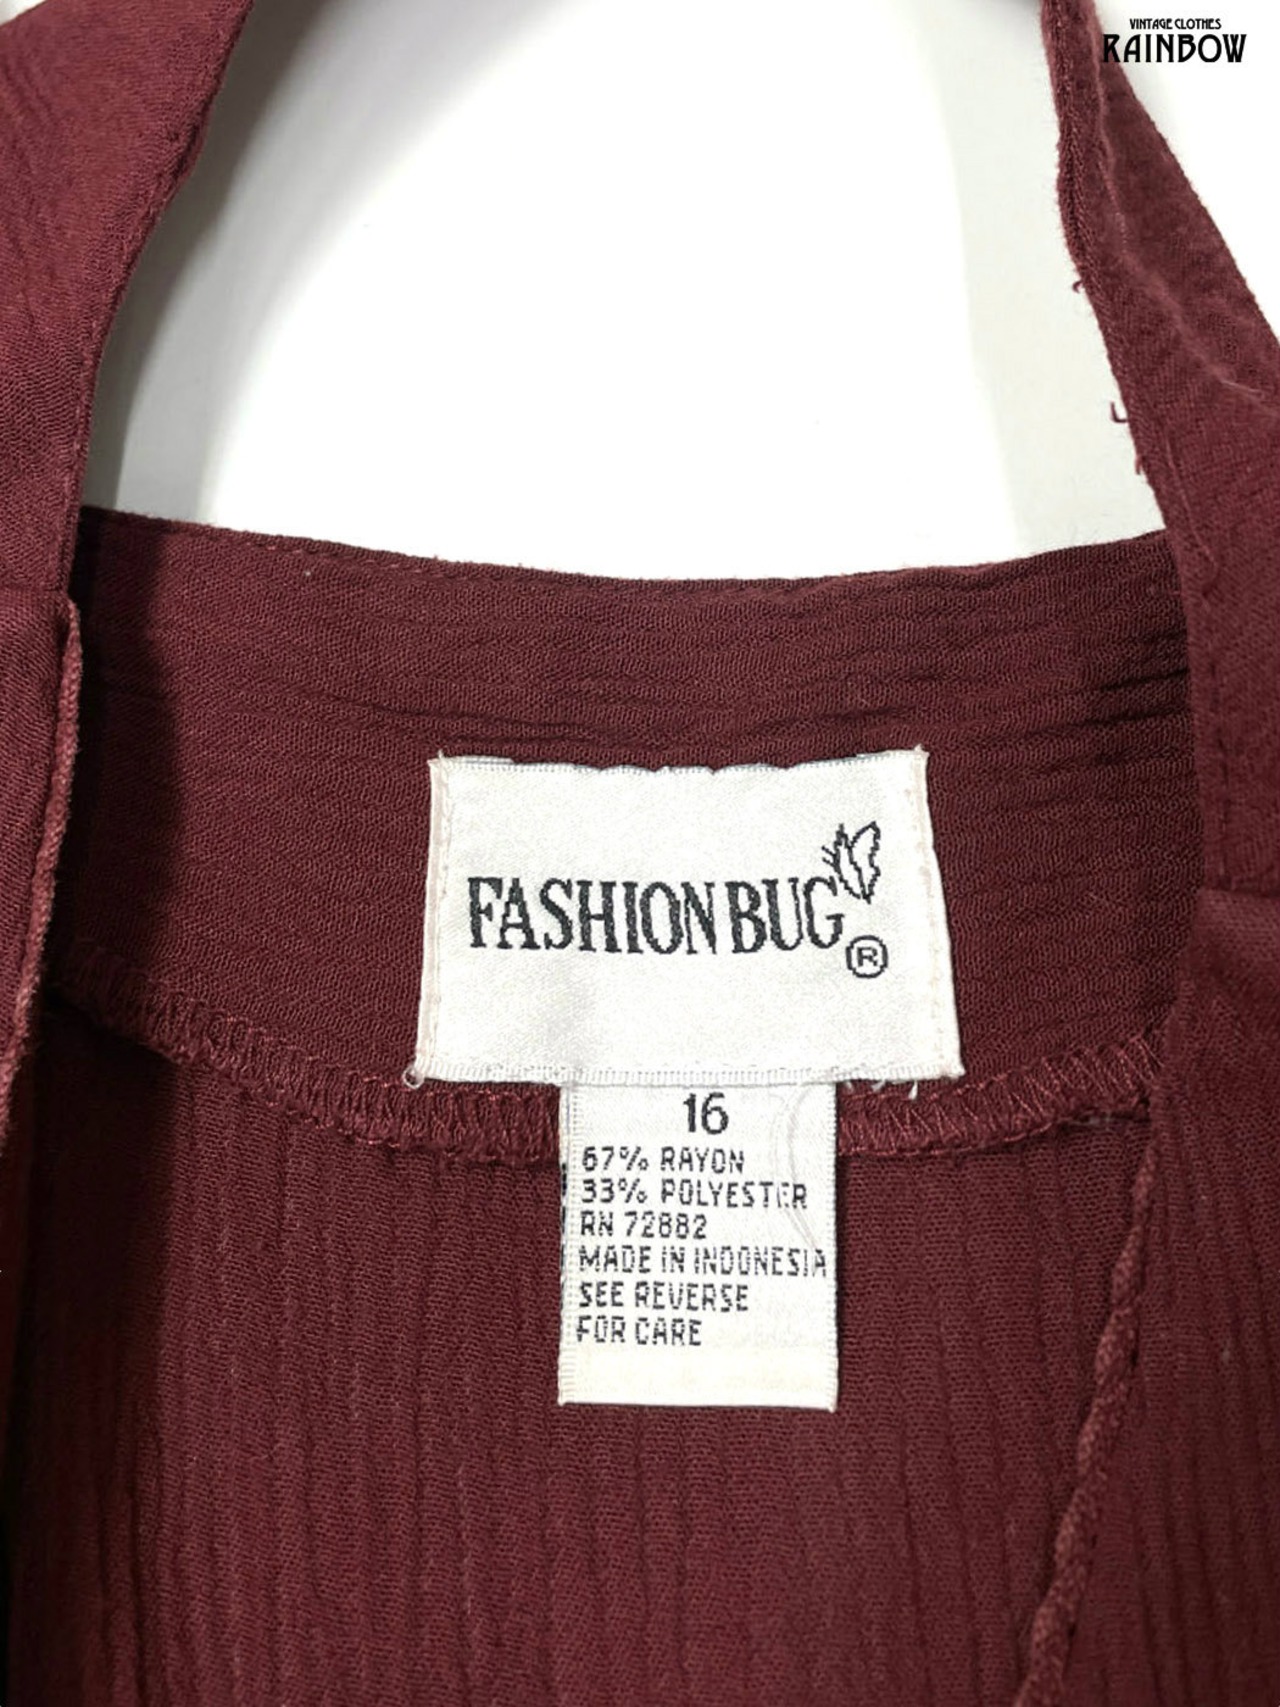 VINTAGE CLOTHES
RAINBOW
FASHION BUG
®
16
67% RAYON
33% POLYESTER
RN 72882
MADE IN INDONESIA
SEE REVERSE
FOR CARE